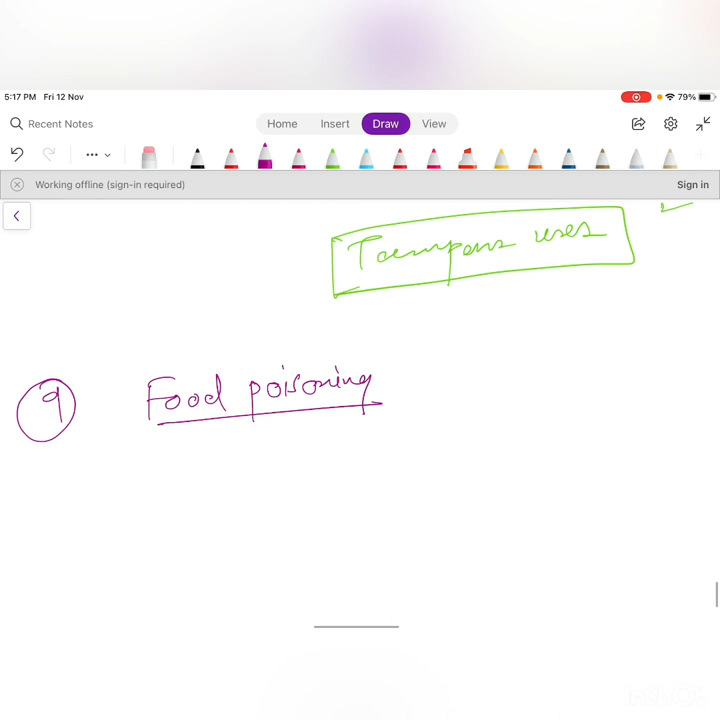 5:17 PM Fri 12 Nov
79%
Recent Notes
Home Insert Draw View
Working offline (sign-in required)
Sign in
Tampons uses
9 Food poisoning